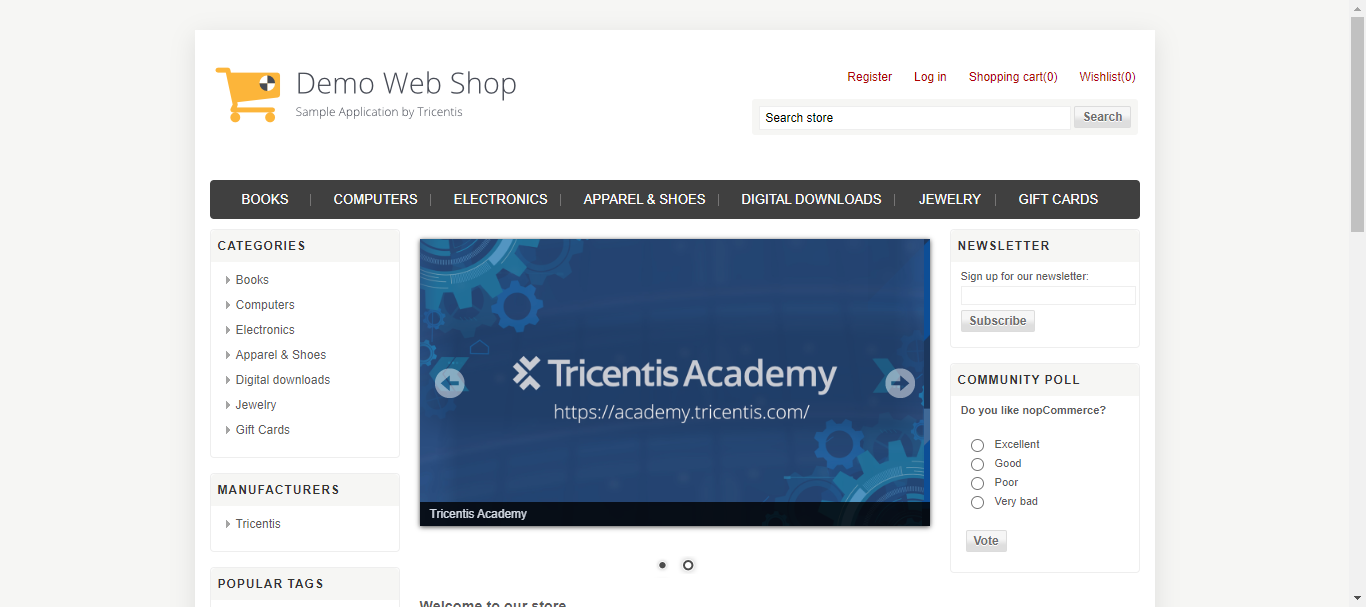 Demo Web Shop
Sample Application by Tricentis
Register Log in Shopping cart(0) Wishlist(0)
Search store Search
BOOKS COMPUTERS ELECTRONICS APPAREL & SHOES DIGITAL DOWNLOADS JEWELRY GIFT CARDS
CATEGORIES
Books
Computers
Electronics
Apparel & Shoes
Digital downloads
Jewelry
Gift Cards
MANUFACTURERS
Tricentis
POPULAR TAGS
Tricentis Academy
https://academy.tricentis.com/
Tricentis Academy
Welcome to our store
NEWSLETTER
Sign up for our newsletter:
Subscribe
COMMUNITY POLL
Do you like nopCommerce?
Excellent
Good
Poor
Very bad
Vote